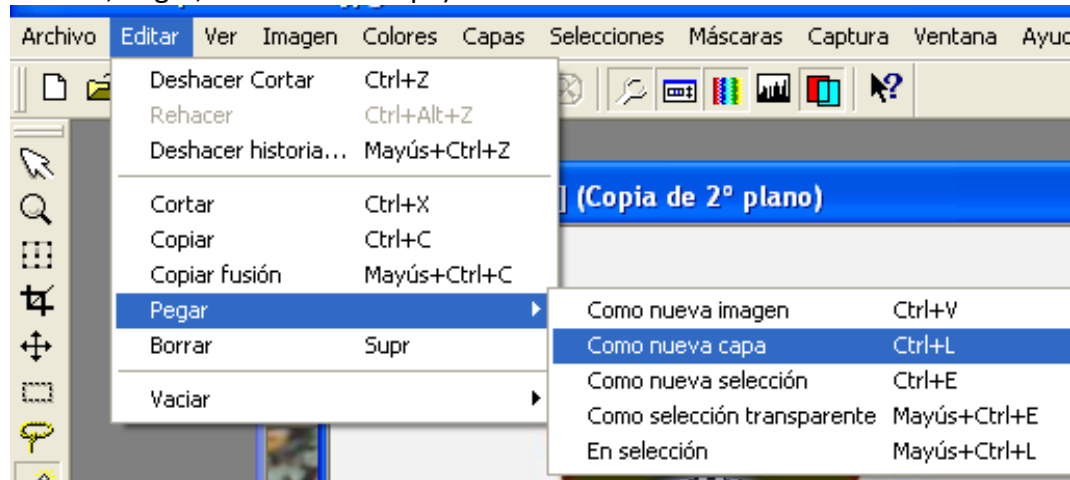 Archivo Editar Ver Imagen Colores Capas Selecciones Máscaras Captura Ventana Ayuc
Deshacer Cortar Ctrl+Z
Rehacer Ctrl+Alt+Z
Deshacer historia... Mayús+Ctrl+Z
] (Copia de 2º plano)
Cortar Ctrl+X
Copiar Ctrl+C
Copiar fusión Mayús+Ctrl+C
Pegar
Como nueva imagen Ctrl+V
Borrar Supr
Como nueva capa Ctrl+L
Como nueva selección Ctrl+E
Vaciar
Como selección transparente Mayús+Ctrl+E
En selección Mayús+Ctrl+L